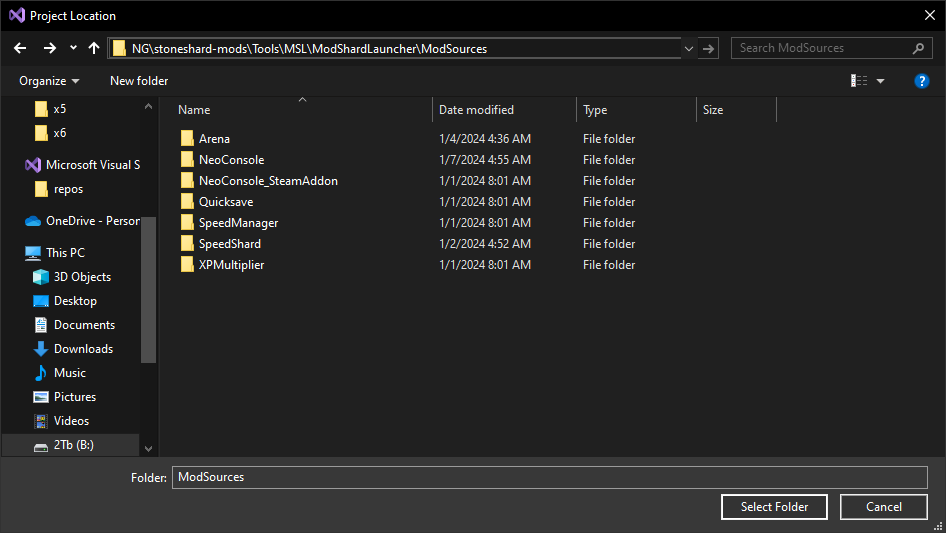 Project Location
NG\stoneshard-mods\Tools\MSL\ModShardLauncher\ModSources
Search ModSources
Organize
New folder
x5
x6
Microsoft Visual S
repos
OneDrive - Person
This PC
3D Objects
Desktop
Documents
Downloads
Music
Pictures
Videos
2Tb (B:)
Name Date modified Type Size
Arena 1/4/2024 4:36 AM File folder
NeoConsole 1/7/2024 4:55 AM File folder
NeoConsole_SteamAddon 1/1/2024 8:01 AM File folder
Quicksave 1/1/2024 8:01 AM File folder
SpeedManager 1/1/2024 8:01 AM File folder
SpeedShard 1/2/2024 4:52 AM File folder
XPMultiplier 1/1/2024 8:01 AM File folder
Folder: ModSources
Select Folder
Cancel